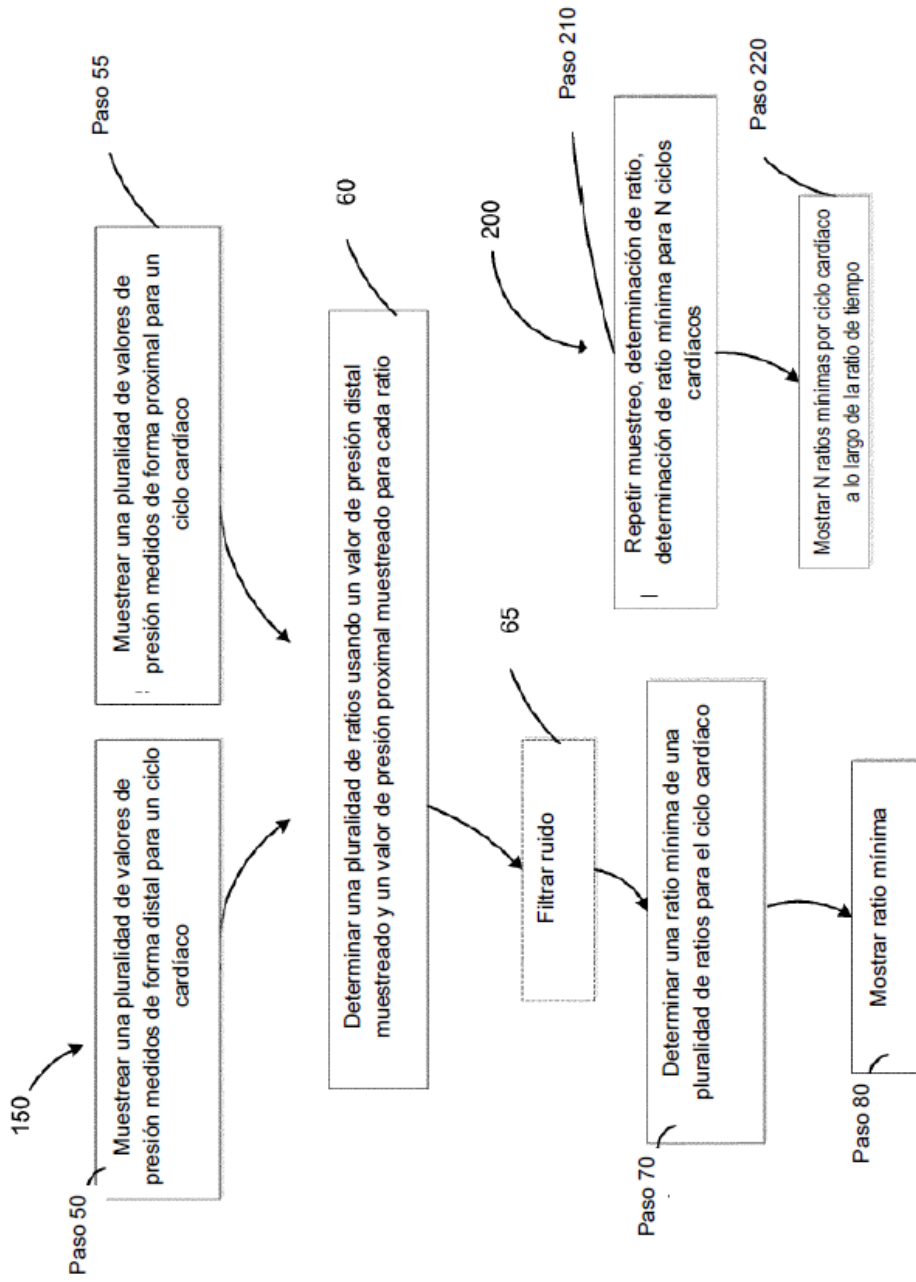 150
Paso 50
Muestrear una pluralidad de valores de
presión medidos de forma distal para un ciclo
cardíaco
Paso 55
Muestrear una pluralidad de valores de
presión medidos de forma proximal para un
ciclo cardíaco
60
Determinar una pluralidad de ratios usando un valor de presión distal
muestreado y un valor de presión proximal muestreado para cada ratio
65
Filtrar ruido
Paso 70
Determinar una ratio mínima de una
pluralidad de ratios para el ciclo cardíaco
Paso 80
Mostrar ratio mínima
200
Paso 210
Repetir muestreo, determinación de ratio,
determinación de ratio mínima para N ciclos
cardíacos
Paso 220
Mostrar N ratios mínimas por ciclo cardíaco
a lo largo de la ratio de tiempo